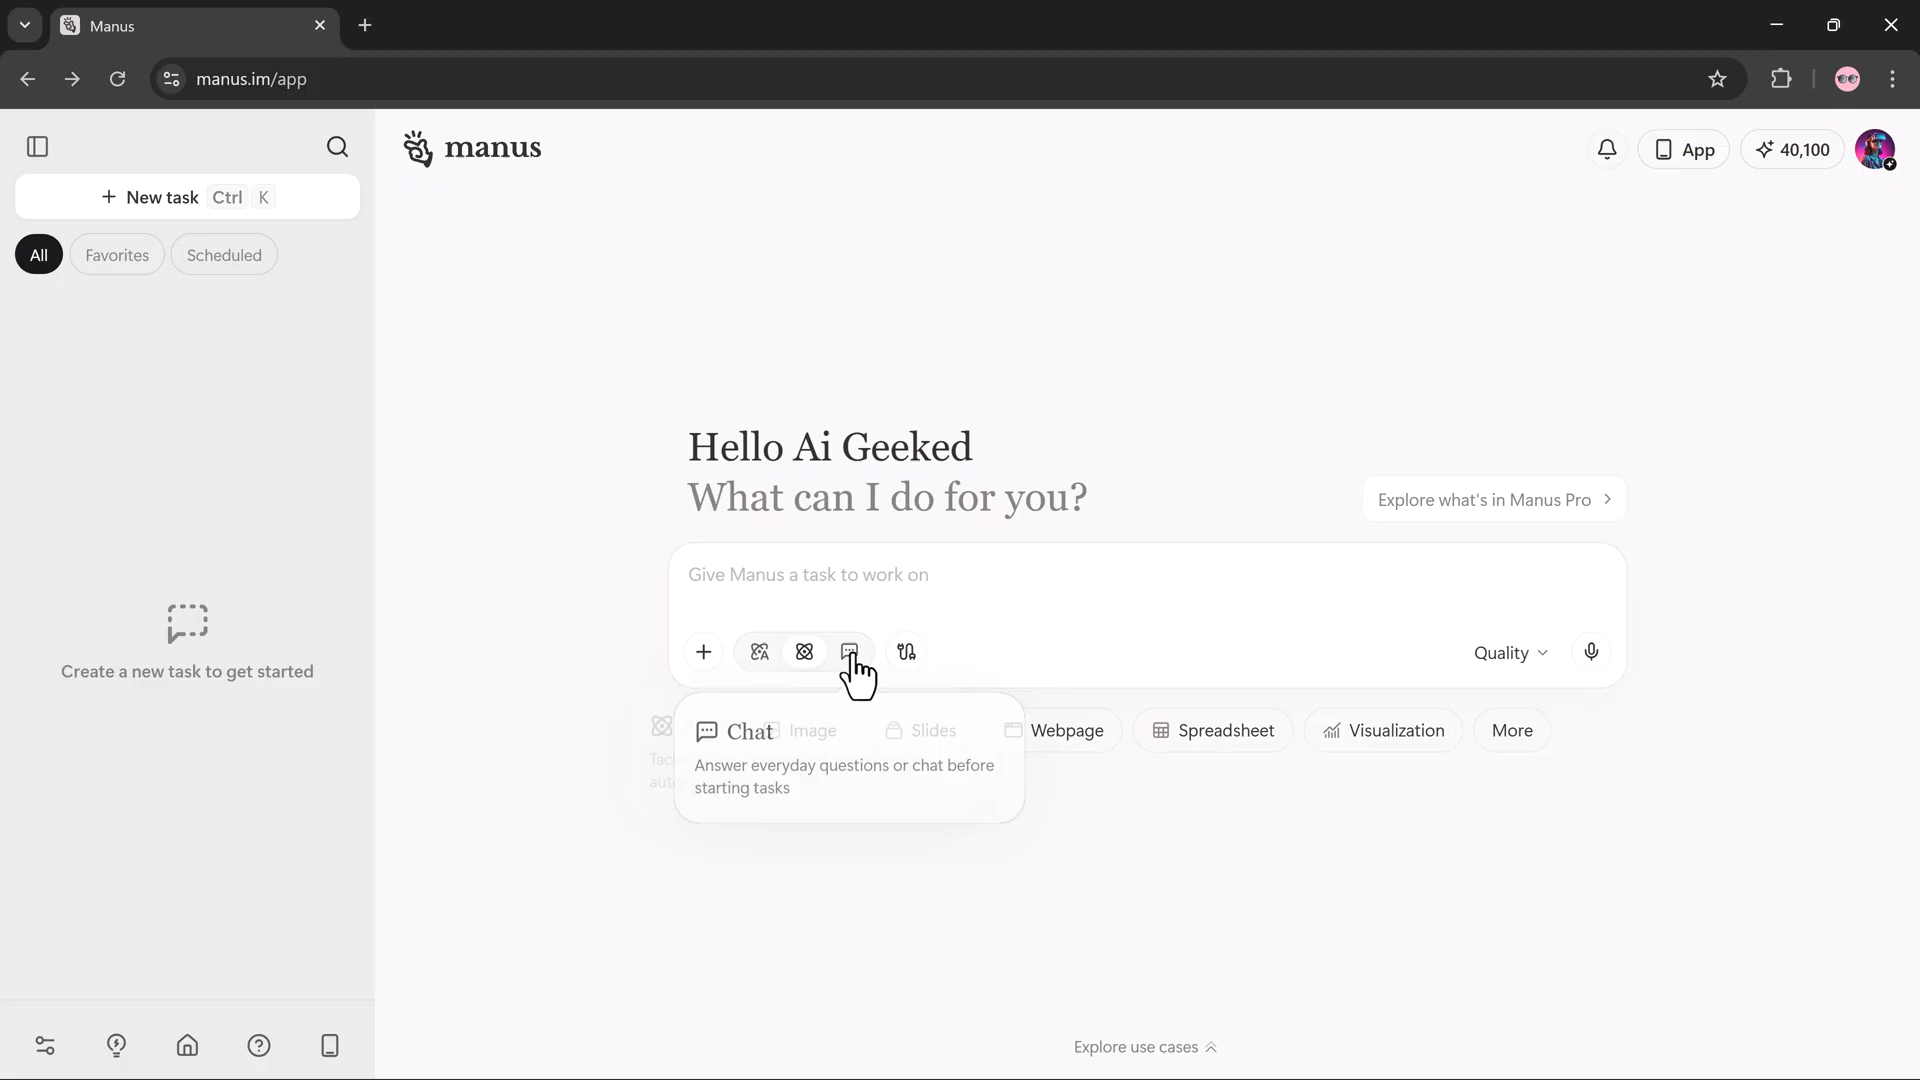 Manus
manus.im/app
New task Ctrl K
All Favorites Scheduled
Create a new task to get started
manus
App
40,100
Hello Ai Geeked
What can I do for you?
Explore what's in Manus Pro
Give Manus a task to work on
Quality
Chat
Answer everyday questions or chat before
starting tasks
Image Slides Webpage Spreadsheet Visualization More
Explore use cases